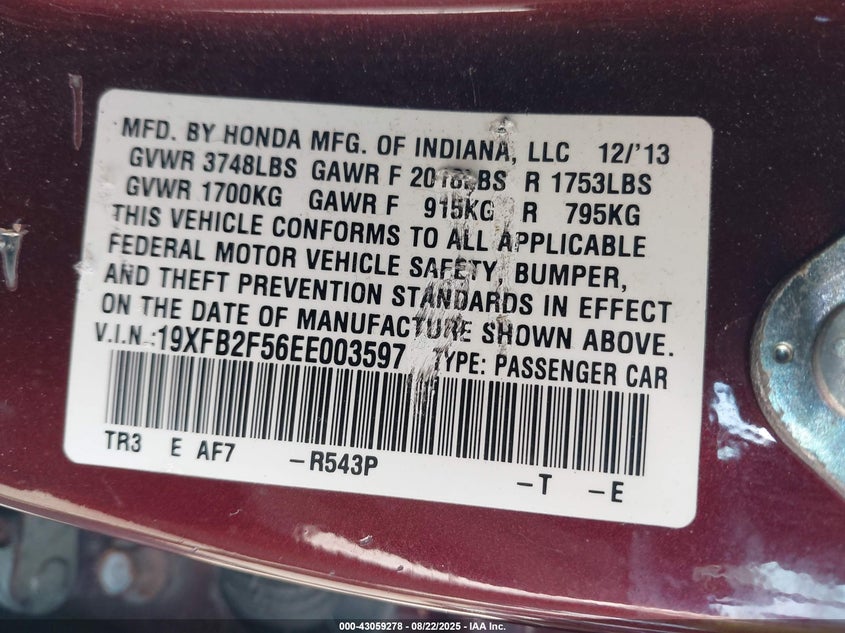 MFD. BY HONDA MFG. OF INDIANA, LLC 12/'13
GVWR 3748LBS GAWR F 2018LBS R 1753LBS
GVWR 1700KG GAWR F 915KG R 795KG
THIS VEHICLE CONFORMS TO ALL APPLICABLE
FEDERAL MOTOR VEHICLE SAFETY, BUMPER,
AND THEFT PREVENTION STANDARDS IN EFFECT
ON THE DATE OF MANUFACTURE SHOWN ABOVE.
V.I.N.:19XFB2F56EE003597 TYPE: PASSENGER CAR
TR3 E AF7 -R543P -T -E
000-43059278 - 08/22/2025 - IAA Inc.